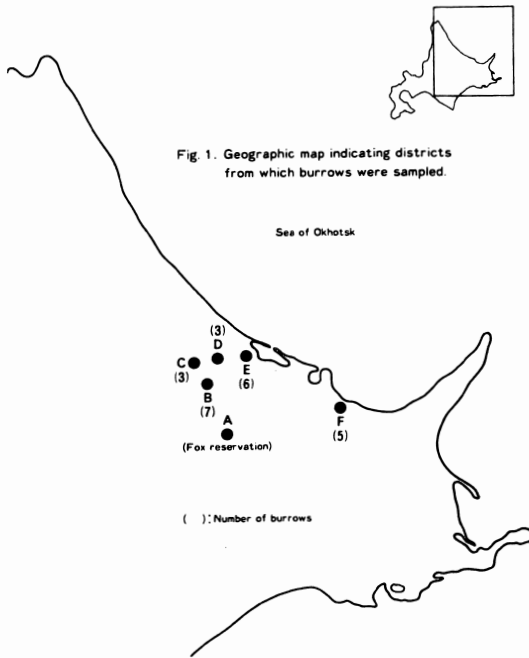 Fig. 1. Geographic map indicating districts
from which burrows were sampled.
Sea of Okhotsk
(3)
D
C
(3)
E
(6)
B
(7)
A
(Fox reservation)
F
(5)
( ): Number of burrows